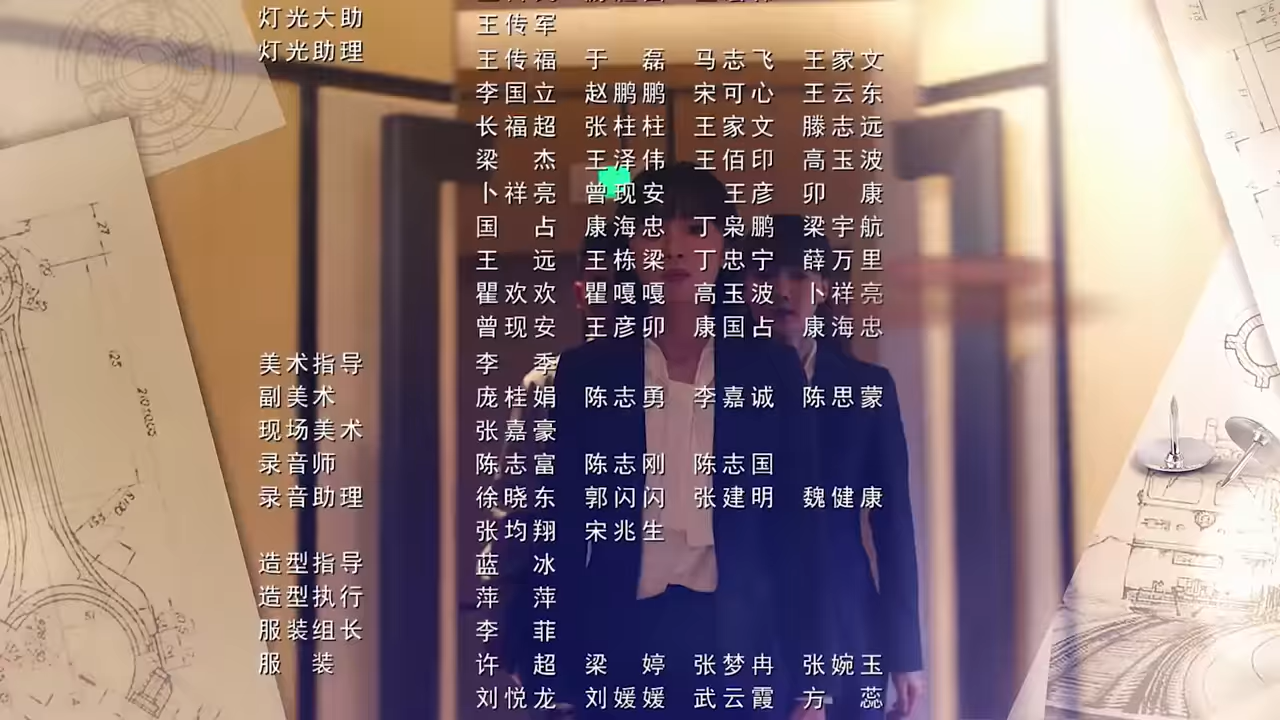 灯光大助 王传军
灯光助理 王传福 于磊 马志飞 王家文
李国立 赵鹏鹏 宋可心 王云东
长福超 张柱柱 王家文 滕志远
梁杰 王泽伟 王佰印 高玉波
卜祥亮 曾现安 王彦 卯康
国占 康海忠 丁枭鹏 梁宇航
王远 王栋梁 丁忠宁 薛万里
瞿欢欢 瞿嘎嘎 高玉波 卜祥亮
曾现安 王彦卯 康国占 康海忠
美术指导 李季
副美术 庞桂娟 陈志勇 李嘉诚 陈思蒙
现场美术 张嘉豪
录音师 陈志富 陈志刚 陈志国
录音助理 徐晓东 郭闪闪 张建明 魏健康
张均翔 宋兆生
造型指导 蓝冰
造型执行 萍萍
服装组长 李菲
服装 许超 梁婷 张梦冉 张婉玉
刘悦龙 刘媛媛 武云霞 方蕊